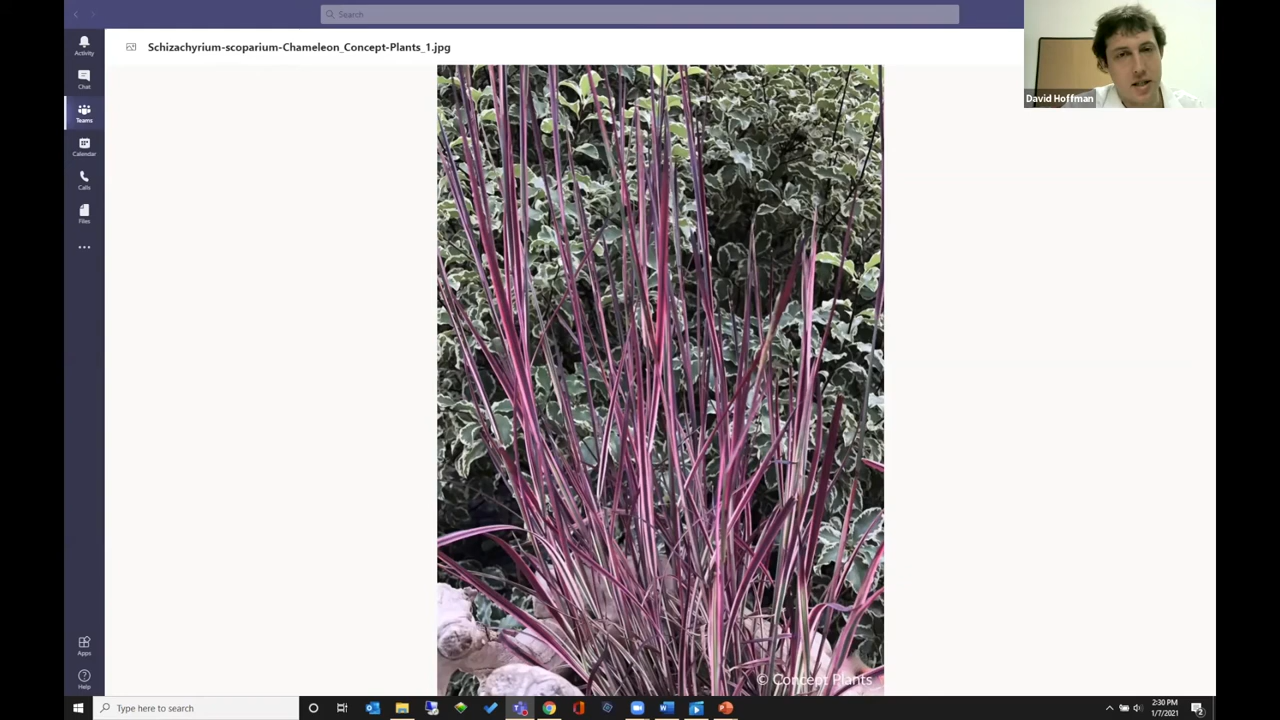 Search
David Hoffman
Schizachyrium-scoparium-Chameleon_Concept-Plants_1.jpg
Activity
Chat
Teams
Calendar
Calls
Files
Apps
Help
© Concept Plants
Type here to search
2:30 PM
1/7/2021
2